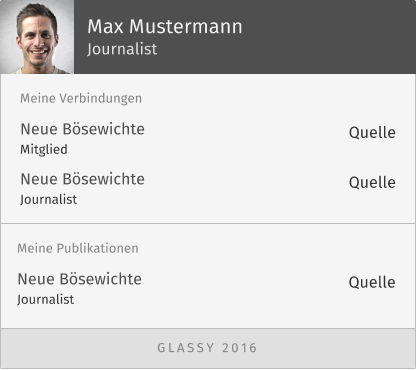 Max Mustermann
Journalist
Meine Verbindungen
Neue Bösewichte
Quelle
Mitglied
Neue Bösewichte
Quelle
Journalist
Meine Publikationen
Neue Bösewichte
Quelle
Journalist
GLASSY 2016